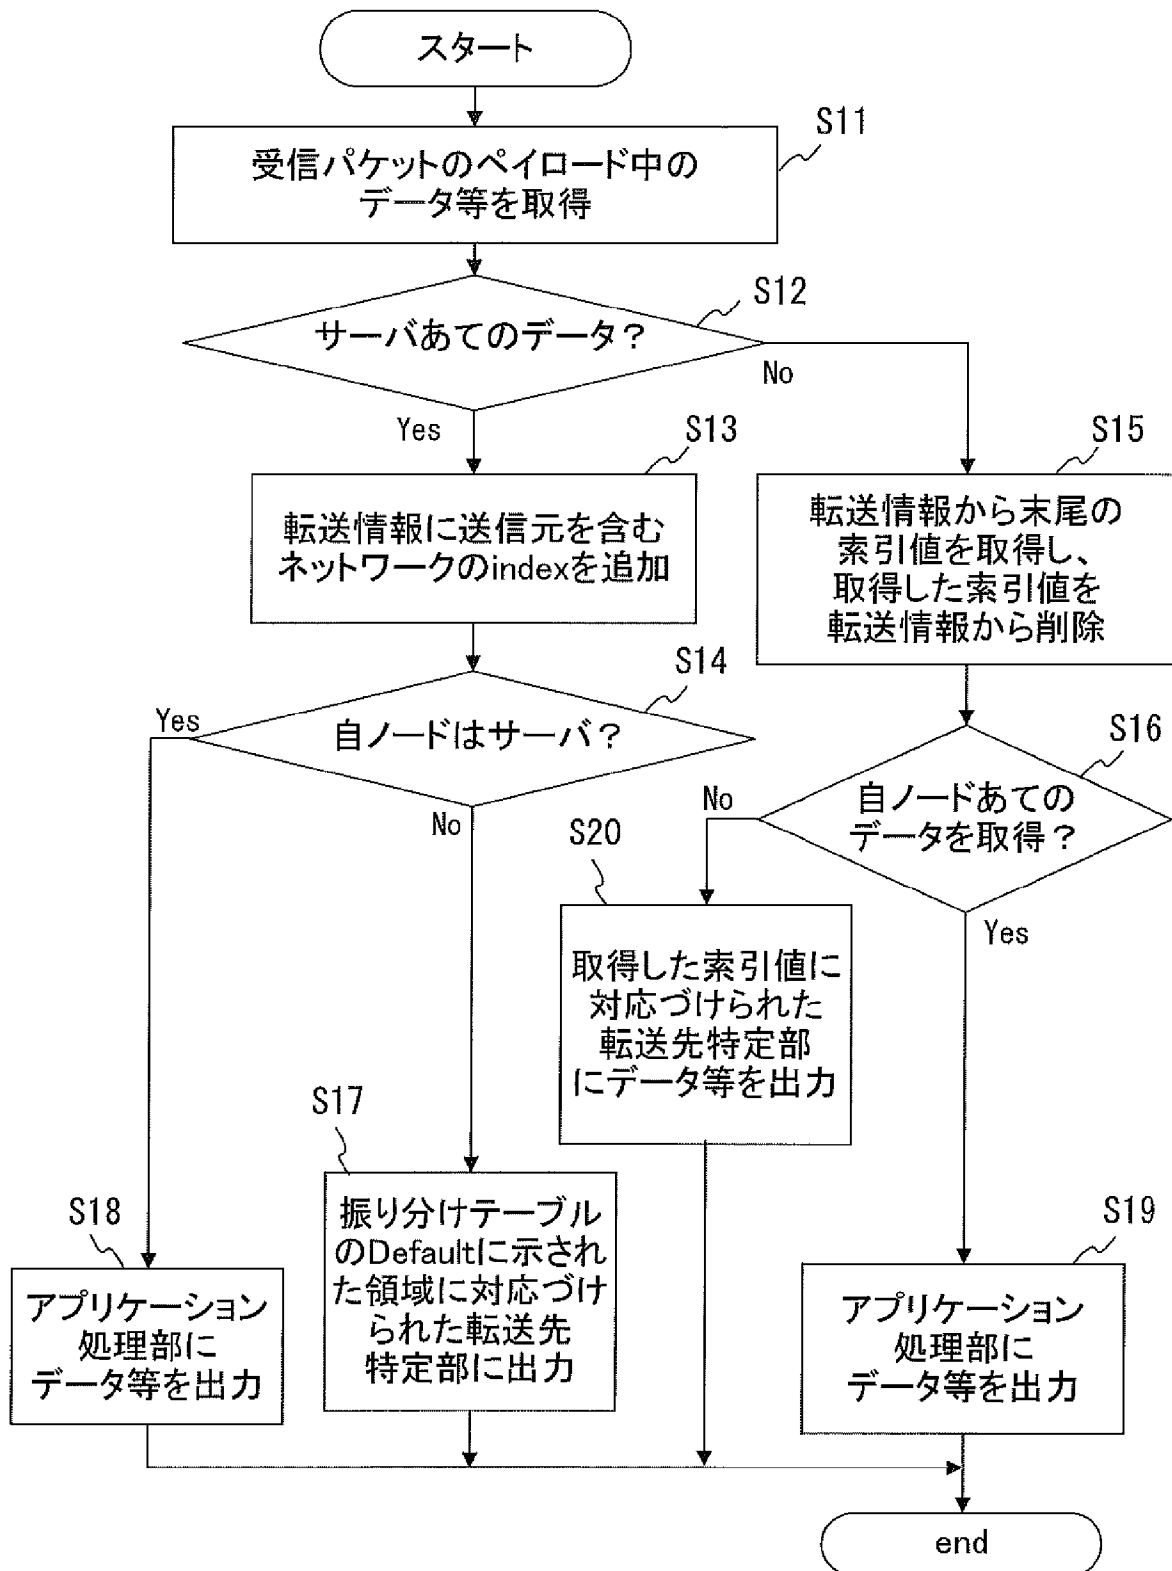 スタート
S11
受信パケットのペイロード中の
データ等を取得
S12
サーバあてのデータ？
No
Yes
S13
転送情報に送信元を含む
ネットワークのindexを追加
S15
転送情報から末尾の
索引値を取得し、
取得した索引値を
転送情報から削除
S14
自ノードはサーバ？
Yes
No
S16
自ノードあての
データを取得？
No
Yes
S20
取得した索引値に
対応づけられた
転送先特定部
にデータ等を出力
S17
振り分けテーブル
のDefaultに示され
た領域に対応づけ
られた転送先
特定部に出力
S18
アプリケーション
処理部に
データ等を出力
S19
アプリケーション
処理部に
データ等を出力
end